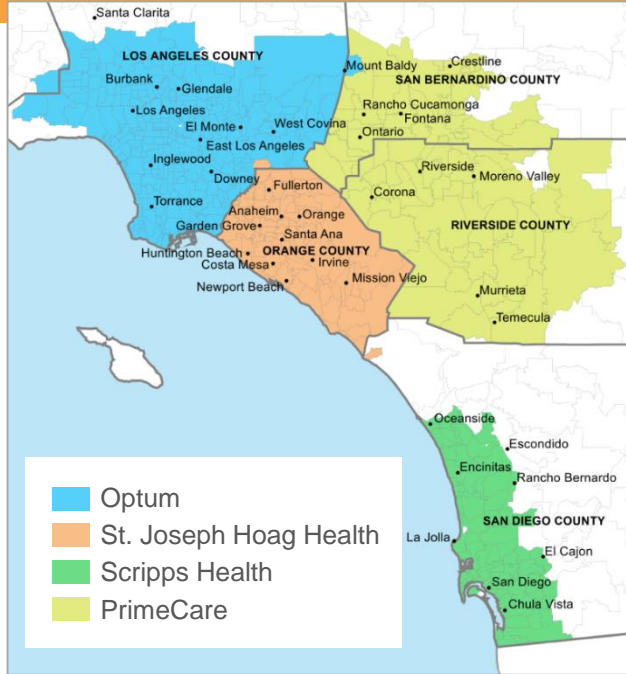 Santa Clarita
LOS ANGELES COUNTY
Burbank
Glendale
Los Angeles
El Monte
West Covina
East Los Angeles
Inglewood
Downey
Torrance
Mount Baldy
Crestline
SAN BERNARDINO COUNTY
Rancho Cucamonga
Fontana
Ontario
Riverside
Moreno Valley
Corona
RIVERSIDE COUNTY
Murrieta
Temecula
Fullerton
Anaheim
Orange
Garden Grove
Santa Ana
ORANGE COUNTY
Huntington Beach
Irvine
Costa Mesa
Mission Viejo
Newport Beach
Oceanside
Escondido
Encinitas
Rancho Bernardo
SAN DIEGO COUNTY
La Jolla
El Cajon
San Diego
Chula Vista
Optum
St. Joseph Hoag Health
Scripps Health
PrimeCare